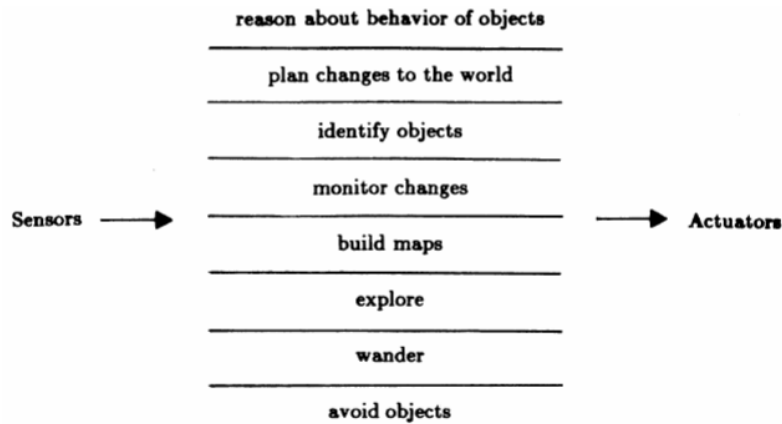 reason about behavior of objects
plan changes to the world
identify objects
monitor changes
Sensors
Actuators
build maps
explore
wander
avoid objects